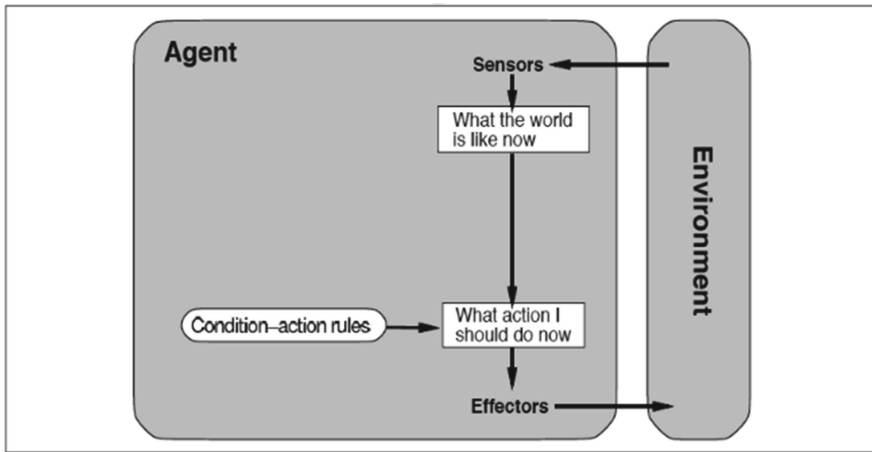 Agent
Sensors
What the world
is like now
Environment
Condition–action rules
What action I
should do now
Effectors